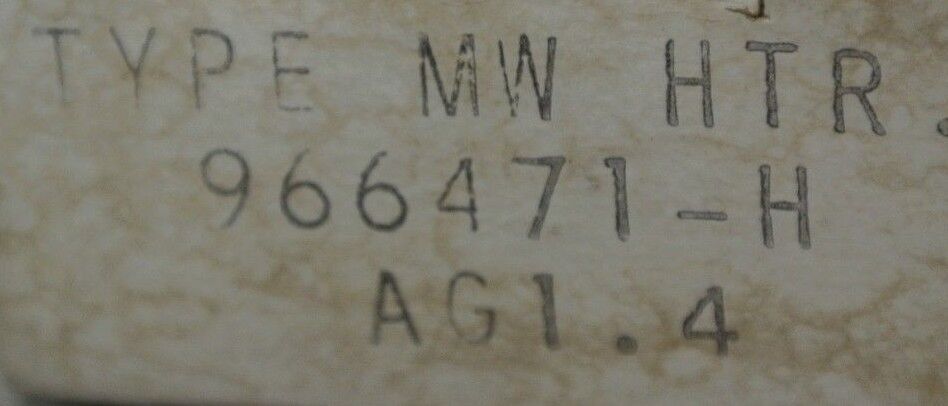 TYPE MW HTR.
966471-H
AG1.4